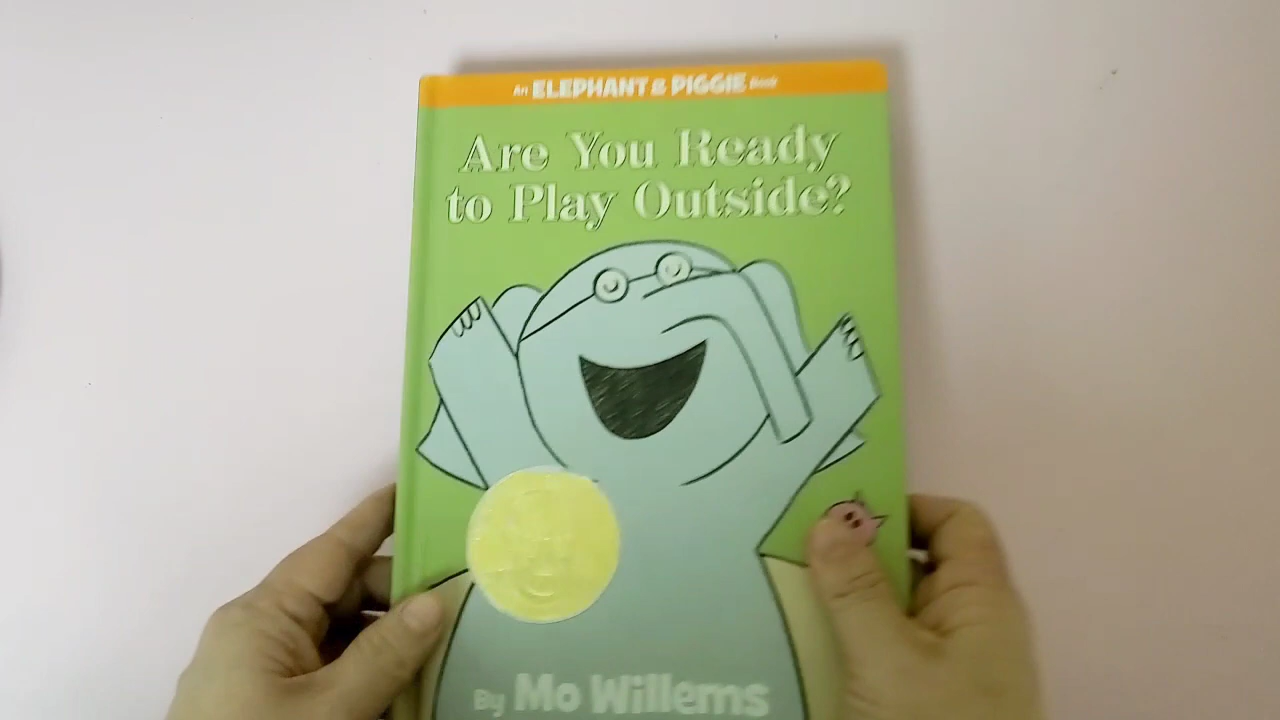 An ELEPHANT & PIGGIE Book
Are You Ready
to Play Outside?
By Mo Willems